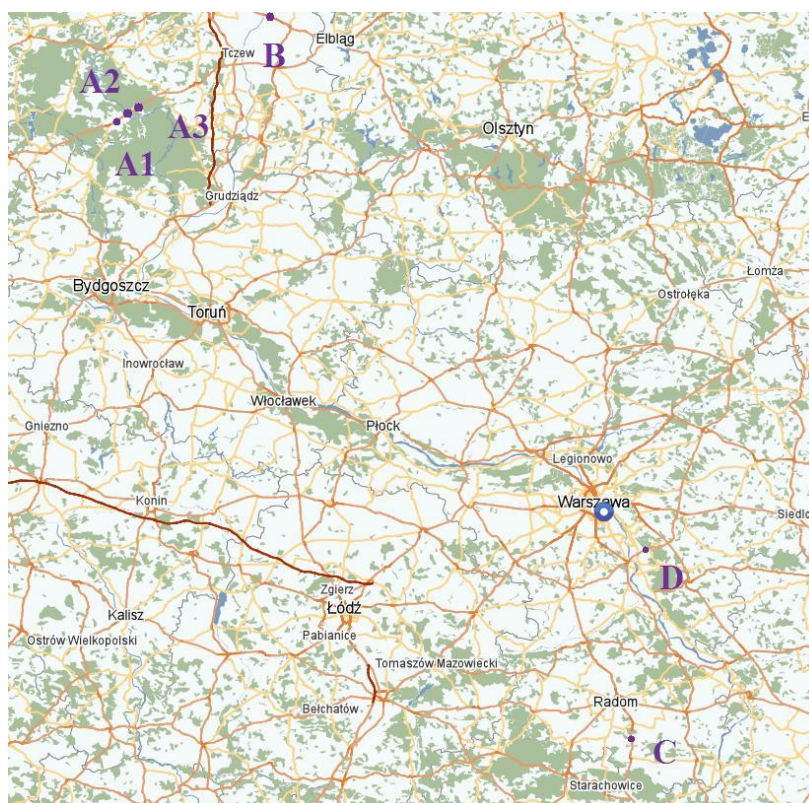 B
Elbląg
Tczew
A2
A3
Olsztyn
A1
Grudziądz
Bydgoszcz
Łomża
Ostrołęka
Toruń
Inowrocław
Włocławek
Gniezno
Płock
Legionowo
Konin
Warszawa
Siedlc
D
Zgierz
Łódź
Kalisz
Pabianice
Ostrów Wielkopolski
Tomaszów Mazowiecki
Radom
Bełchatów
C
Starachowice